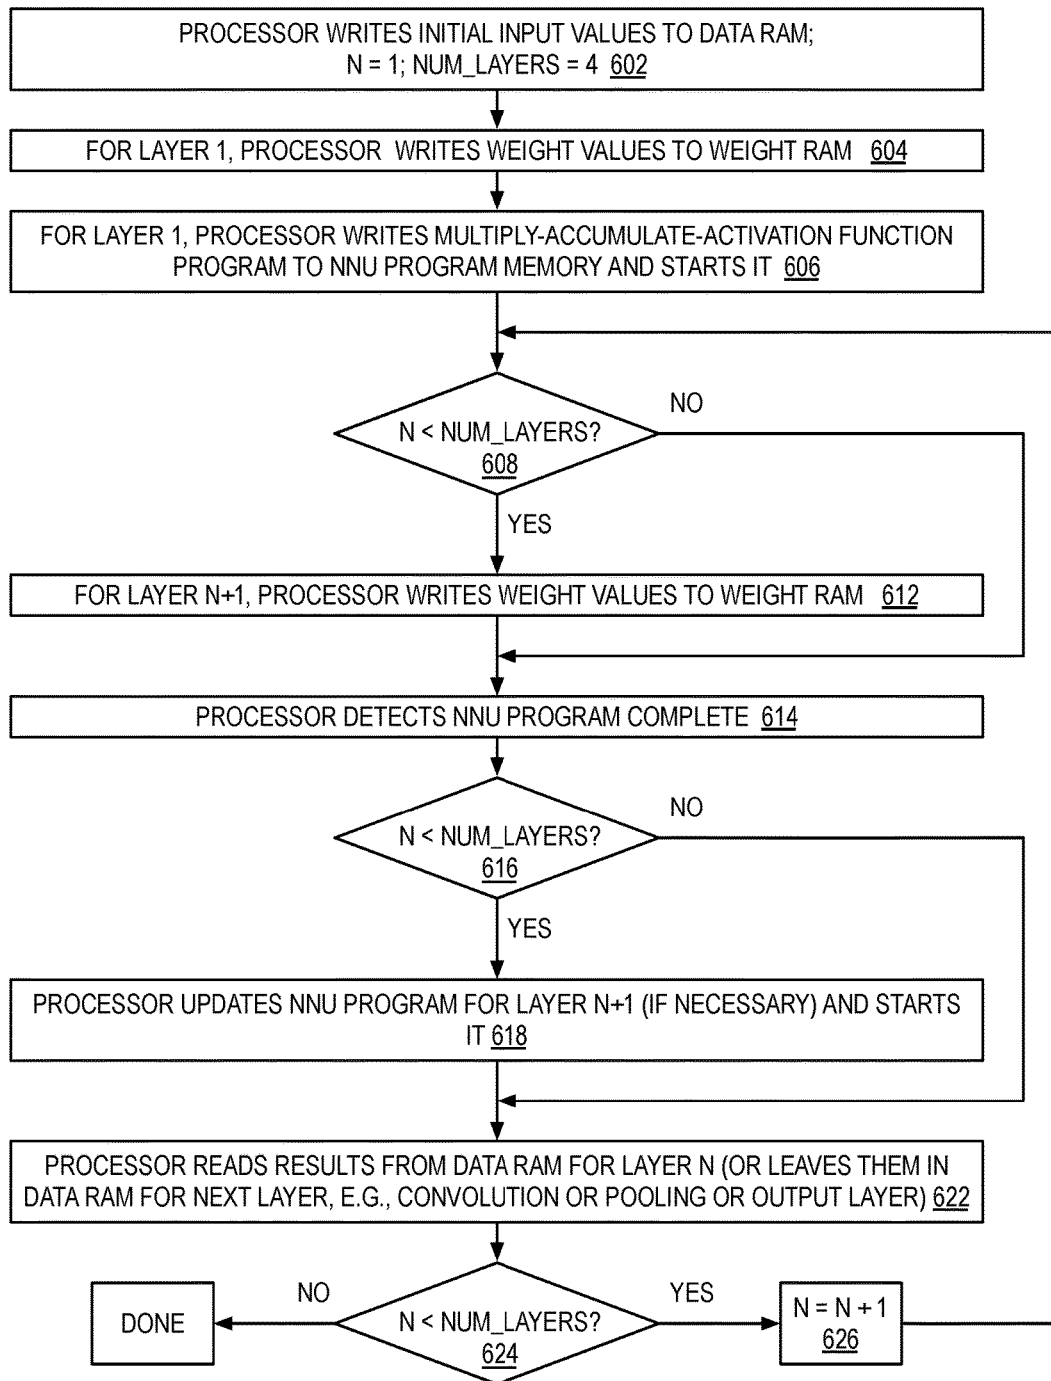 PROCESSOR WRITES INITIAL INPUT VALUES TO DATA RAM;
N = 1; NUM_LAYERS = 4 602
FOR LAYER 1, PROCESSOR WRITES WEIGHT VALUES TO WEIGHT RAM 604
FOR LAYER 1, PROCESSOR WRITES MULTIPLY-ACCUMULATE-ACTIVATION FUNCTION
PROGRAM TO NNU PROGRAM MEMORY AND STARTS IT 606
NO
N < NUM_LAYERS?
608
YES
FOR LAYER N+1, PROCESSOR WRITES WEIGHT VALUES TO WEIGHT RAM 612
PROCESSOR DETECTS NNU PROGRAM COMPLETE 614
NO
N < NUM_LAYERS?
616
YES
PROCESSOR UPDATES NNU PROGRAM FOR LAYER N+1 (IF NECESSARY) AND STARTS
IT 618
PROCESSOR READS RESULTS FROM DATA RAM FOR LAYER N (OR LEAVES THEM IN
DATA RAM FOR NEXT LAYER, E.G., CONVOLUTION OR POOLING OR OUTPUT LAYER) 622
NO
YES
DONE
N < NUM_LAYERS?
624
N = N + 1
626